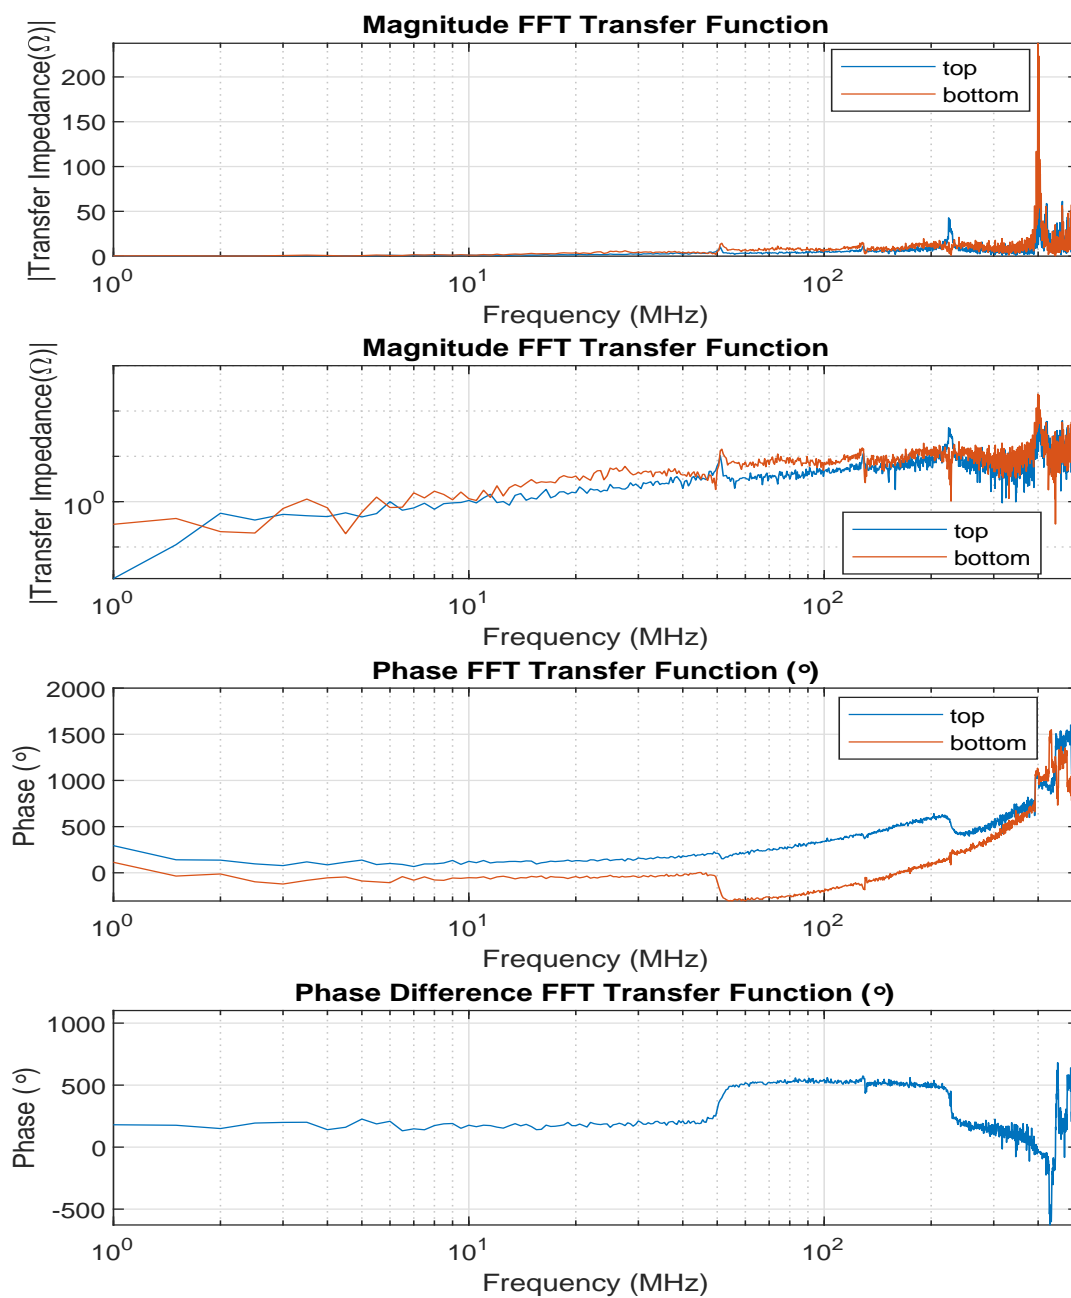 Magnitude FFT Transfer Function
|Transfer Impedance(Ω)|
200
150
100
50
0
top
bottom
10^0
10^1
10^2
Frequency (MHz)
Magnitude FFT Transfer Function
|Transfer Impedance(Ω)|
10^0
top
bottom
10^0
10^1
10^2
Frequency (MHz)
Phase FFT Transfer Function (°)
Phase (°)
2000
1500
1000
500
0
top
bottom
10^0
10^1
10^2
Frequency (MHz)
Phase Difference FFT Transfer Function (°)
Phase (°)
1000
500
0
-500
10^0
10^1
10^2
Frequency (MHz)